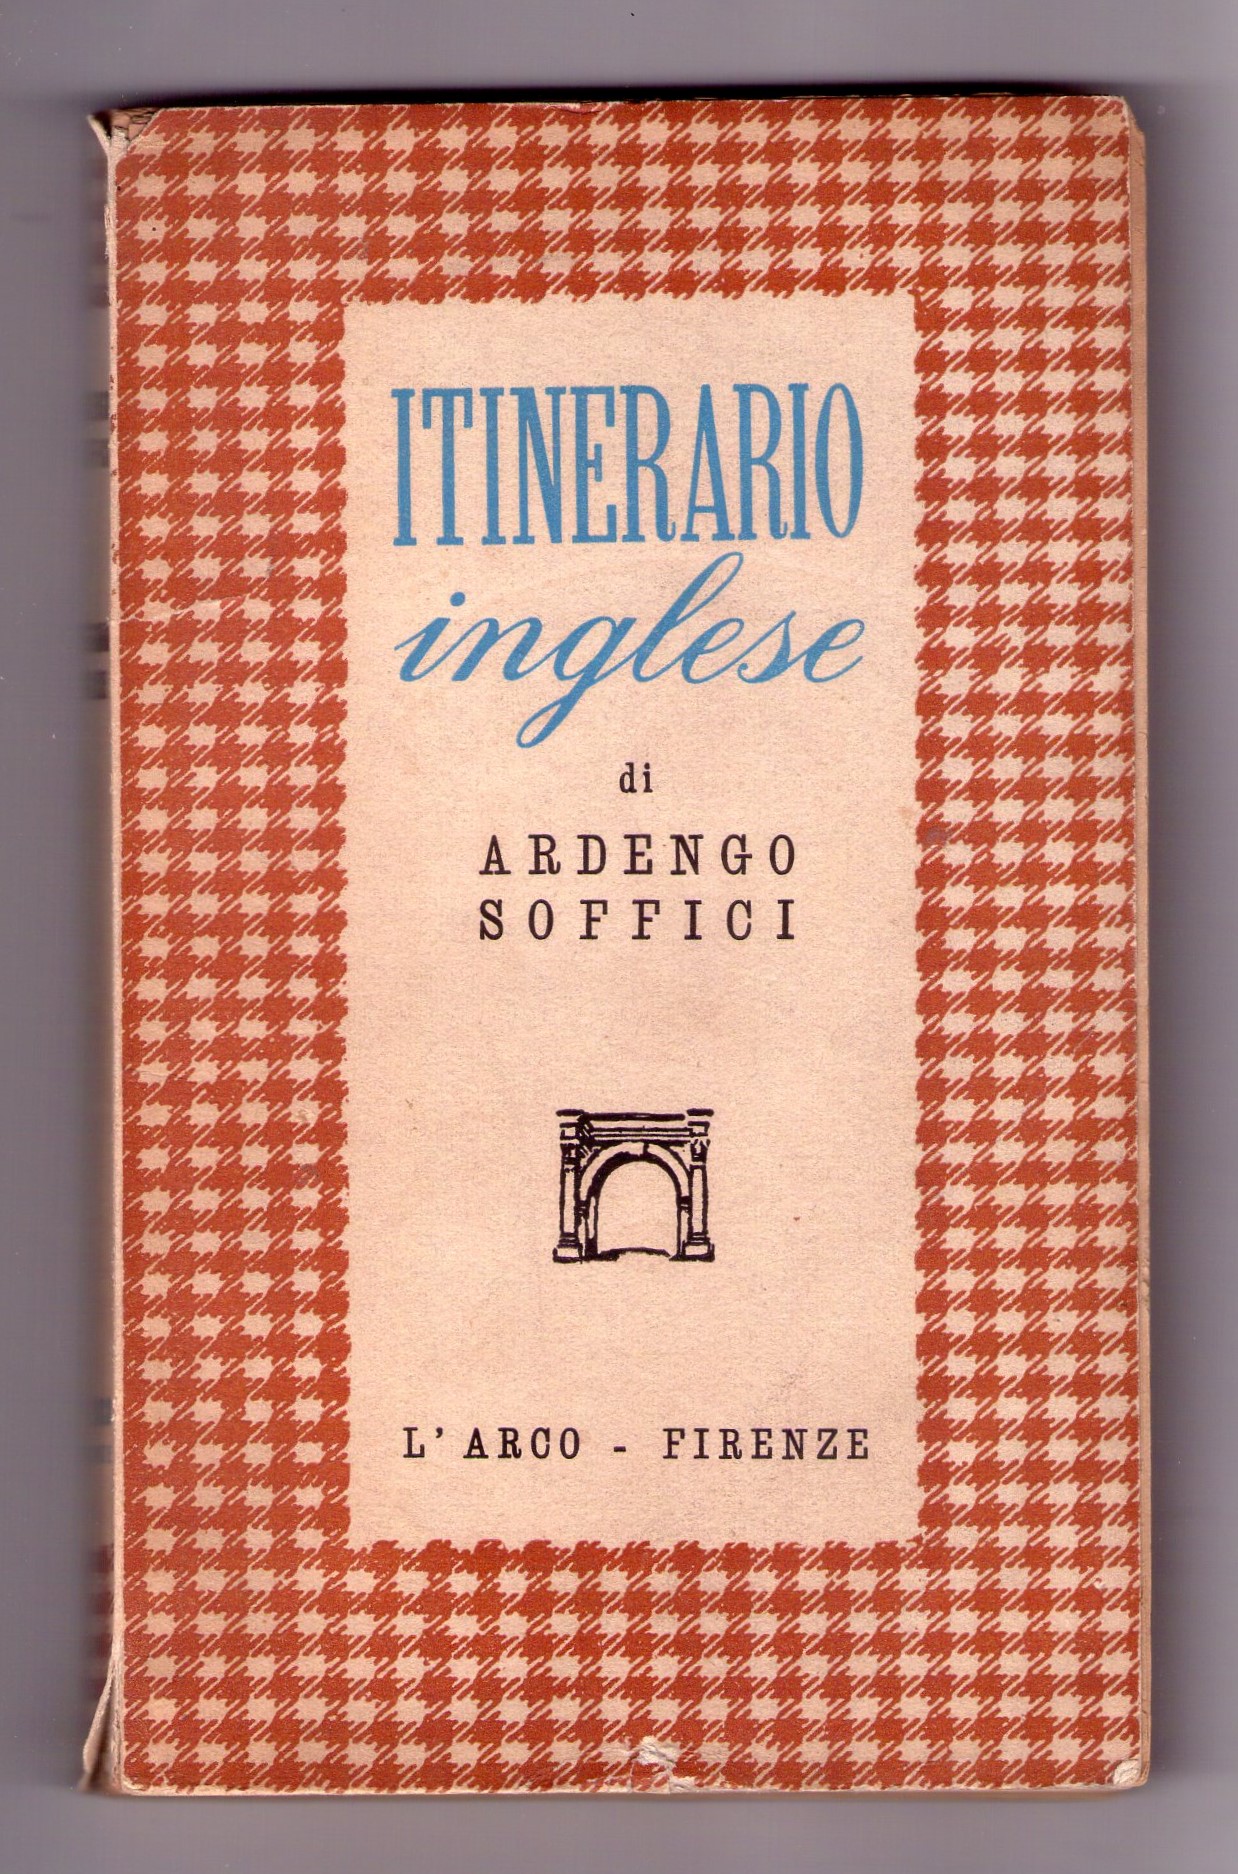 ITINERARIO
inglese
di
ARDENGO
SOFFICI
L'ARCO - FIRENZE